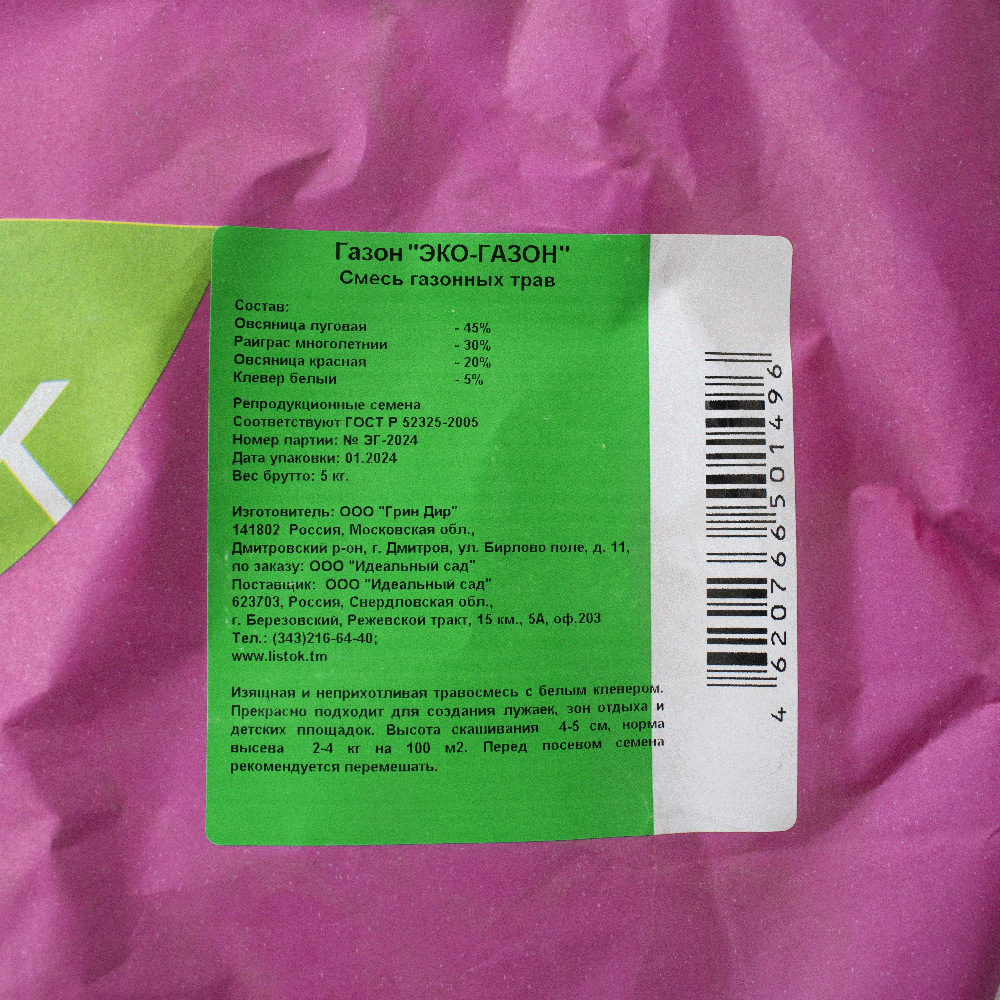 Газон "ЭКО-ГАЗОН"
Смесь газонных трав
Состав:
Овсяница луговая - 45%
Райграс многолетнии - 30%
Овсяница красная - 20%
Клевер белый - 5%
Репродукционные семена
Соответствуют ГОСТ Р 52325-2005
Номер партии: № ЭГ-2024
Дата упаковки: 01.2024
Вес брутто: 5 кг.
Изготовитель: ООО "Грин Дир"
141802 Россия, Московская обл.,
Дмитровский р-он, г. Дмитров, ул. Бирлово поле, д. 11,
по заказу: ООО "Идеальный сад"
Поставщик: ООО "Идеальный сад"
623703, Россия, Свердловская обл.,
г. Березовский, Режевской тракт, 15 км., 5А, оф.203
Тел.: (343)216-64-40;
www.listok.tm
Изящная и неприхотливая травосмесь с белым клевером.
Прекрасно подходит для создания лужаек, зон отдыха и
детских площадок. Высота скашивания 4-5 см, норма
высева 2-4 кг на 100 м2. Перед посевом семена
рекомендуется перемешать.
4 620766 501496